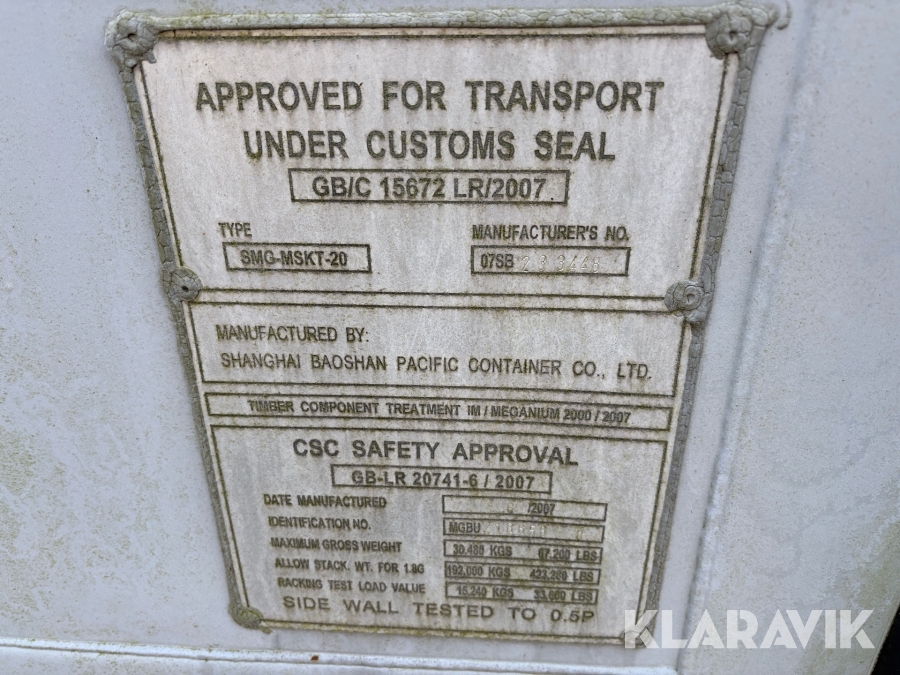 APPROVED FOR TRANSPORT
UNDER CUSTOMS SEAL
GB/C 15672 LR/2007
TYPE
SMG-MSKT-20
MANUFACTURER'S NO.
07SB
MANUFACTURED BY:
SHANGHAI BAOSHAN PACIFIC CONTAINER CO., LTD.
TIMBER COMPONENT TREATMENT IM / MEGANIUM 2000 / 2007
CSC SAFETY APPROVAL
GB-LR 20741-6 / 2007
DATE MANUFACTURED /2007
IDENTIFICATION NO. MGBU
MAXIMUM GROSS WEIGHT 30.480 KGS 67.200 LBS
ALLOW STACK. WT. FOR 1.8G 192,000 KGS 423,280 LBS
RACKING TEST LOAD VALUE 15.240 KGS 33.600 LBS
SIDE WALL TESTED TO 0.5P
KLARAVIK